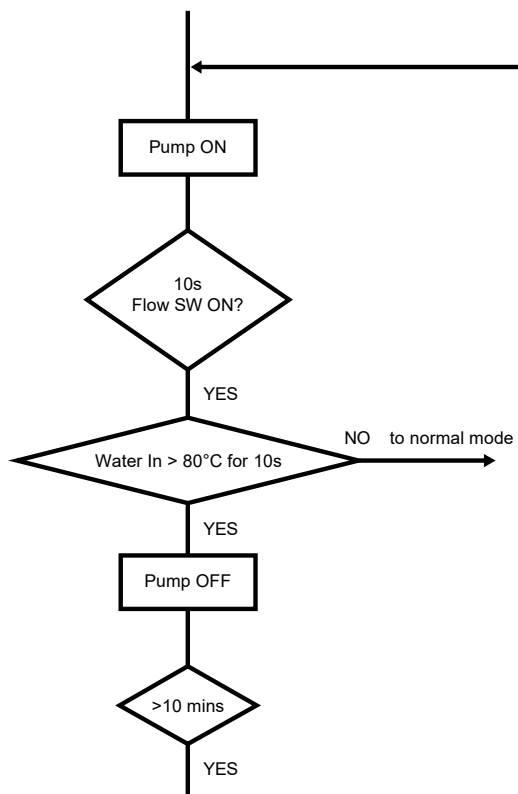 Pump ON
10s
Flow SW ON?
YES
Water In > 80°C for 10s
NO to normal mode
YES
Pump OFF
>10 mins
YES